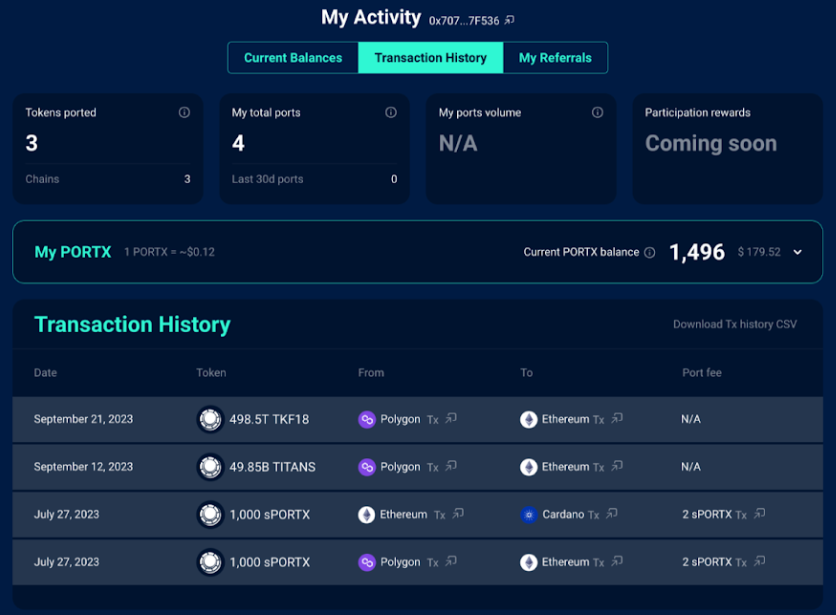 My Activity 0x707...7F536
Current Balances Transaction History My Referrals
Tokens ported My total ports My ports volume Participation rewards
3 4 N/A Coming soon
Chains 3 Last 30d ports 0
My PORTX 1 PORTX = ~$0.12 Current PORTX balance 1,496 $ 179.52
Transaction History Download Tx history CSV
Date Token From To Port fee
September 21, 2023 498.5T TKF18 Polygon Tx Ethereum Tx N/A
September 12, 2023 49.85B TITANS Polygon Tx Ethereum Tx N/A
July 27, 2023 1,000 sPORTX Ethereum Tx Cardano Tx 2 sPORTX Tx
July 27, 2023 1,000 sPORTX Polygon Tx Ethereum Tx 2 sPORTX Tx